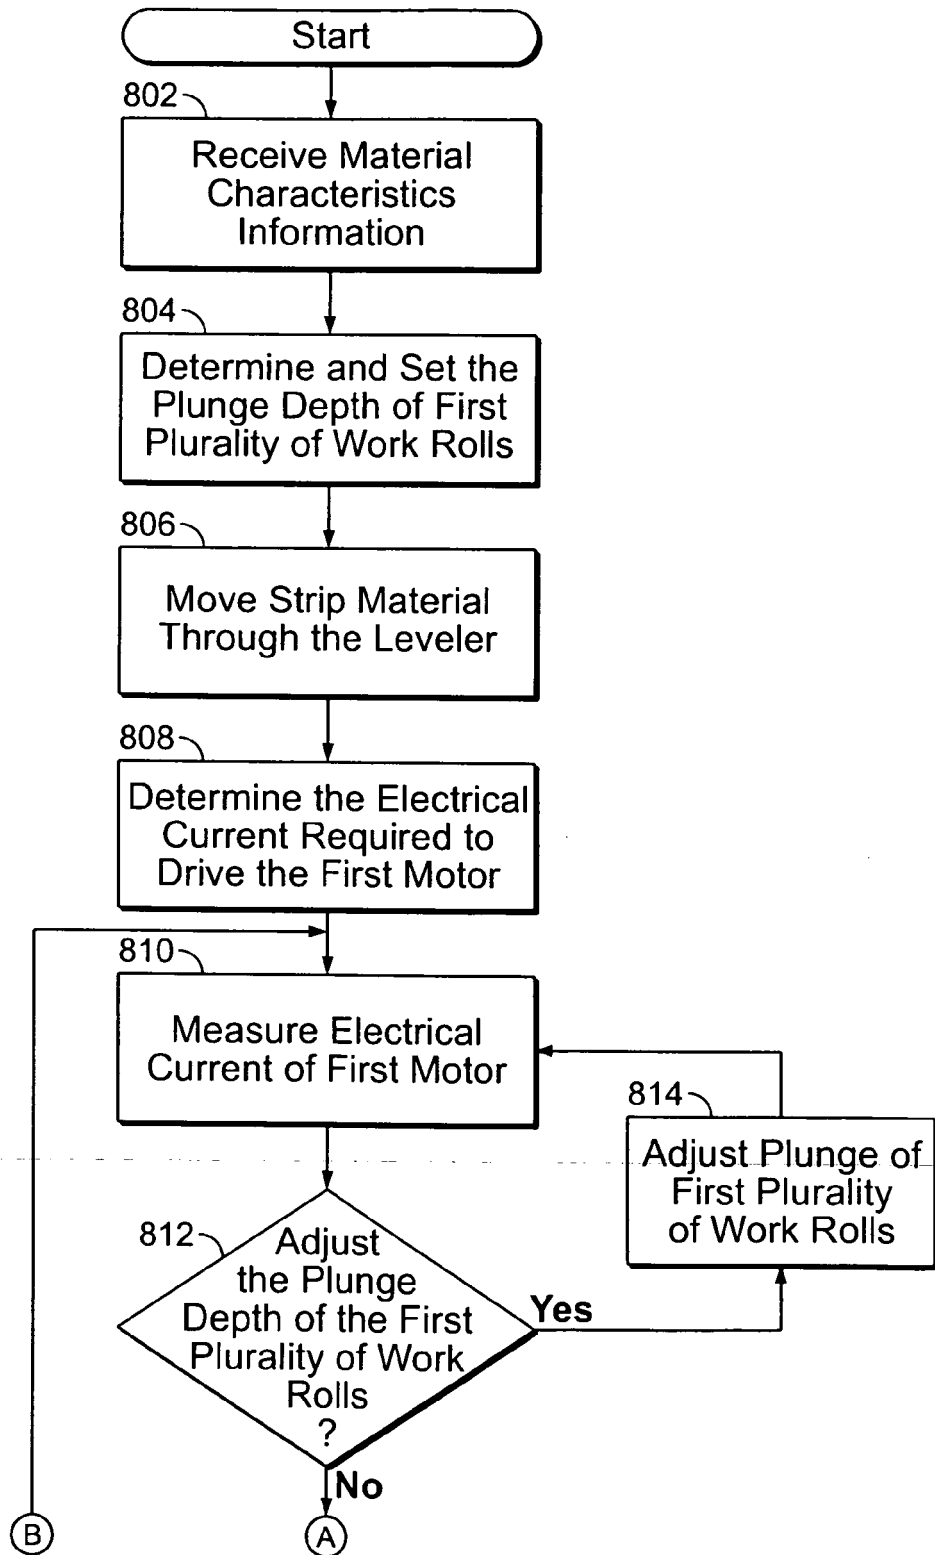 Start
802
Receive Material
Characteristics
Information
804
Determine and Set the
Plunge Depth of First
Plurality of Work Rolls
806
Move Strip Material
Through the Leveler
808
Determine the Electrical
Current Required to
Drive the First Motor
810
Measure Electrical
Current of First Motor
814
Adjust Plunge of
First Plurality
of Work Rolls
812
Adjust
the Plunge
Depth of the First
Plurality of Work
Rolls
?
Yes
No
B
A